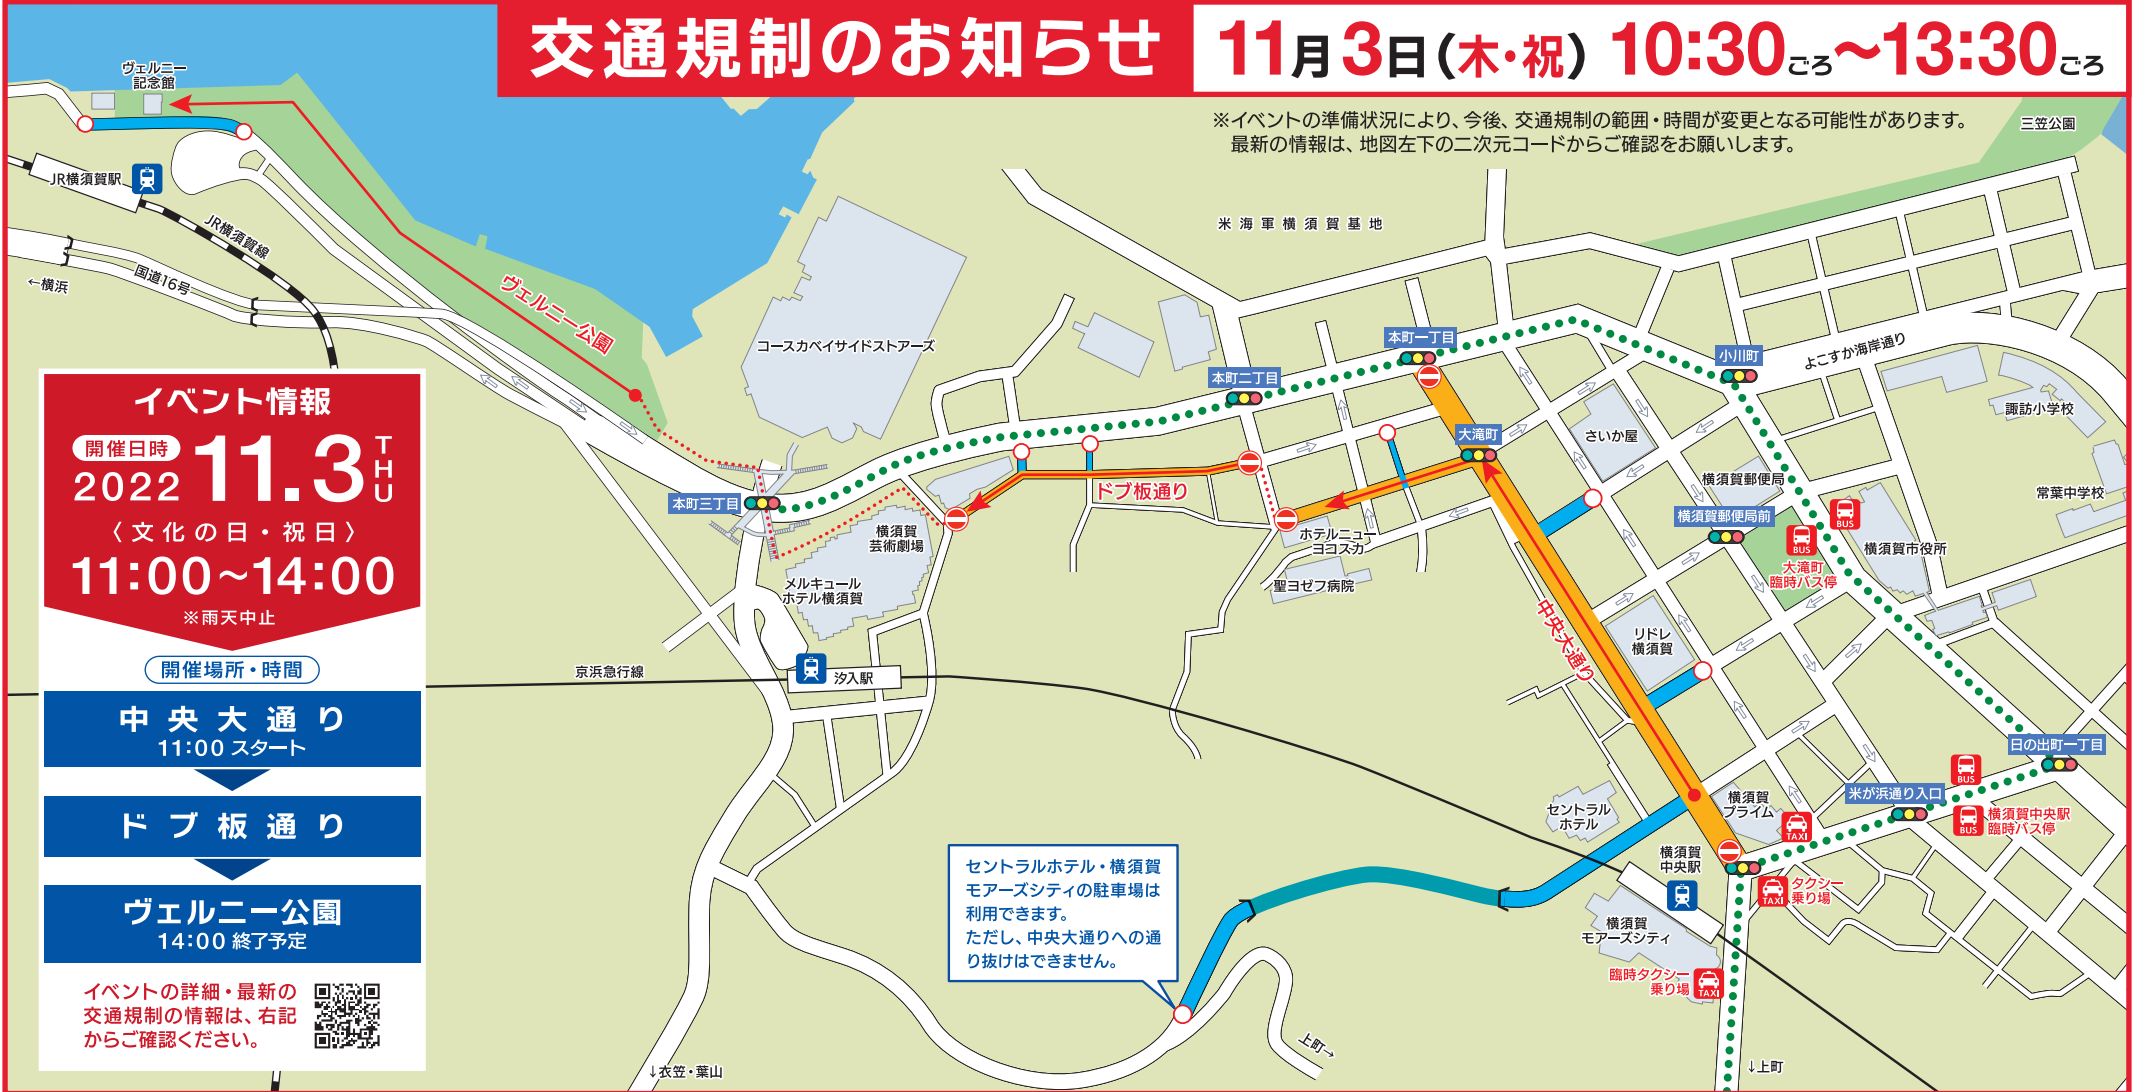 交通規制のお知らせ
11月3日(木・祝) 10:30ごろ〜13:30ごろ
※イベントの準備状況により、今後、交通規制の範囲・時間が変更となる可能性があります。
最新の情報は、地図左下の二次元コードからご確認をお願いします。
ヴェルニー
記念館
三笠公園
JR横須賀駅
JR横須賀線
国道16号
←横浜
米海軍横須賀基地
ヴェルニー公園
コースカベイサイドストアーズ
本町一丁目
本町二丁目
小川町
よこすか海岸通り
諏訪小学校
大滝町
さいか屋
横須賀郵便局
常葉中学校
本町三丁目
ドブ板通り
横須賀郵便局前
BUS
BUS
横須賀市役所
大滝町
臨時バス停
横須賀
芸術劇場
ホテルニュー
ヨコスカ
メルキュール
ホテル横須賀
聖ヨゼフ病院
中央大通り
リドレ
横須賀
京浜急行線
汐入駅
日の出町一丁目
BUS
米が浜通り入口
BUS
横須賀中央駅
臨時バス停
セントラル
ホテル
横須賀
プライム
TAXI
横須賀
中央駅
TAXI
タクシー
乗り場
横須賀
モアーズシティ
臨時タクシー
乗り場
TAXI
セントラルホテル・横須賀
モアーズシティの駐車場は
利用できます。
ただし、中央大通りへの通
り抜けはできません。
上町→
↓衣笠・葉山
↓上町
イベント情報
開催日時
2022
11.3
THU
〈文化の日・祝日〉
11:00〜14:00
※雨天中止
開催場所・時間
中央大通り
11:00 スタート
ドブ板通り
ヴェルニー公園
14:00 終了予定
イベントの詳細・最新の
交通規制の情報は、右記
からご確認ください。